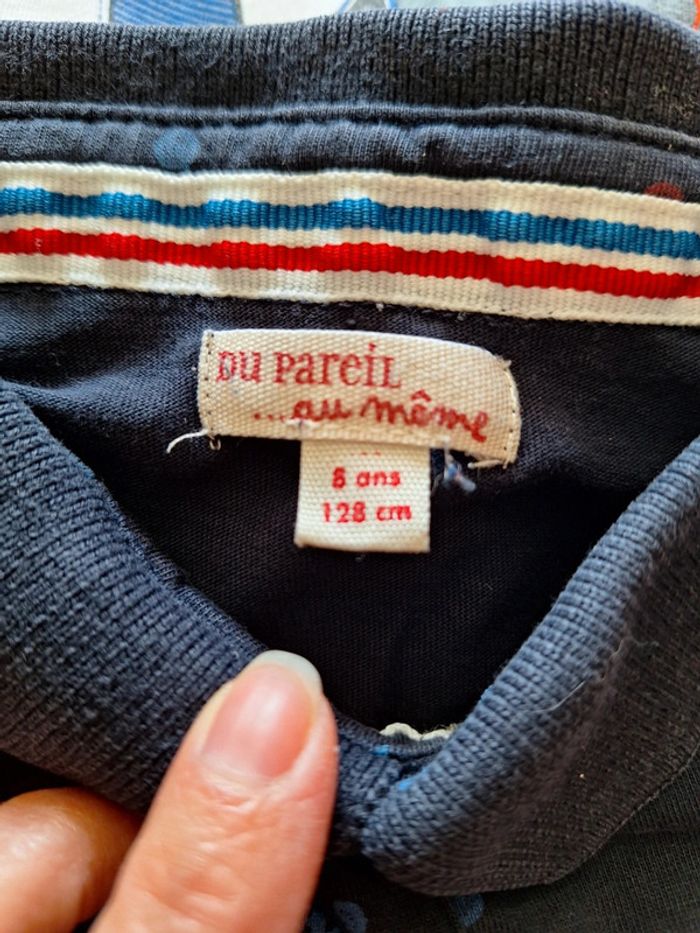 DU PAREIL
...au même
8 ans
128 cm